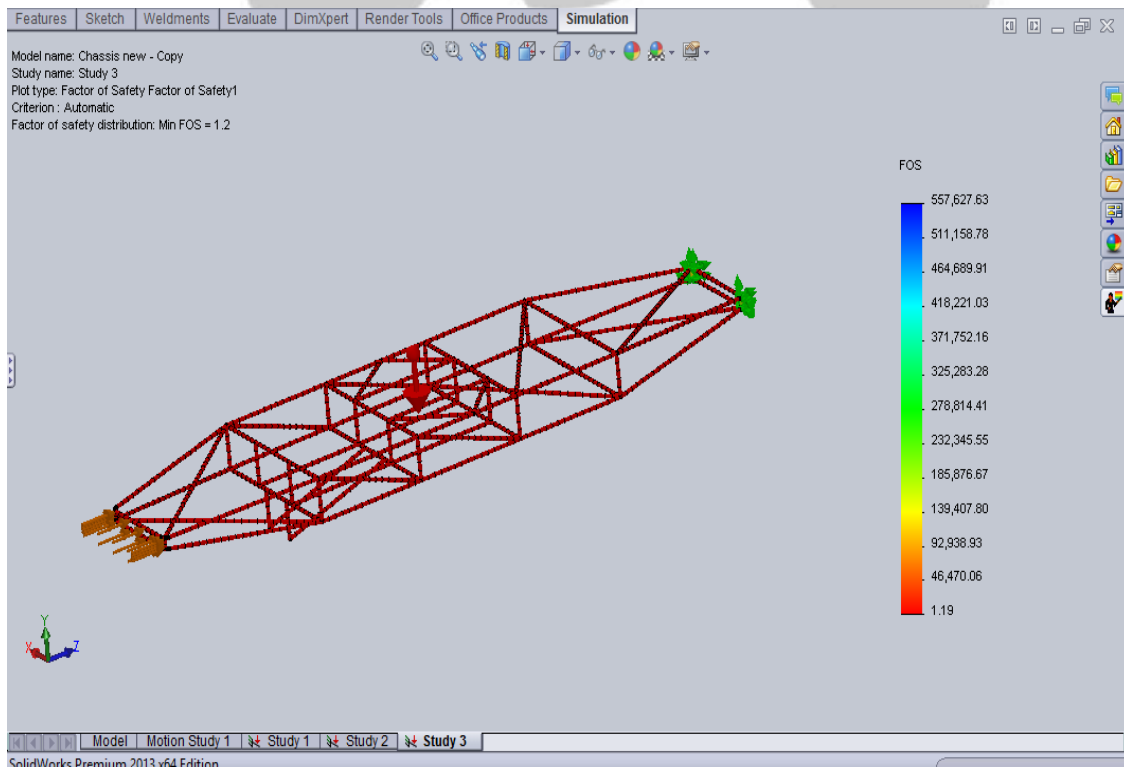 Features Sketch Weldments Evaluate DimXpert Render Tools Office Products Simulation
Model name: Chassis new - Copy
Study name: Study 3
Plot type: Factor of Safety Factor of Safety1
Criterion : Automatic
Factor of safety distribution: Min FOS = 1.2
FOS
557,627.63
511,158.78
464,689.91
418,221.03
371,752.16
325,283.28
278,814.41
232,345.55
185,876.67
139,407.80
92,938.93
46,470.06
1.19
Y
X Z
Model Motion Study 1 Study 1 Study 2 Study 3
SolidWorks Premium 2013 x64 Edition